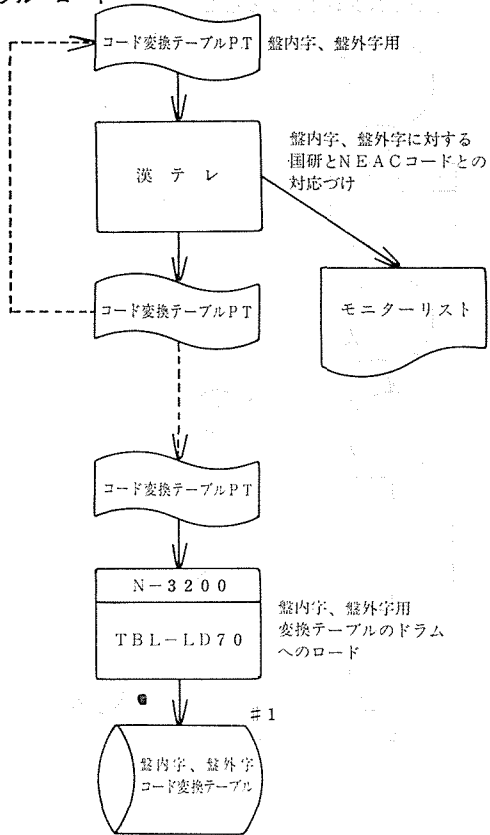 コード変換テーブルPT
盤内字、盤外字用
漢テレ
盤内字、盤外字に対する
国研とNEACコードとの
対応づけ
コード変換テーブルPT
モニターリスト
コード変換テーブルPT
N-3200
TBL-LD70
盤内字、盤外字用
変換テーブルのドラム
へのロード
#1
盤内字、盤外字
コード変換テーブル